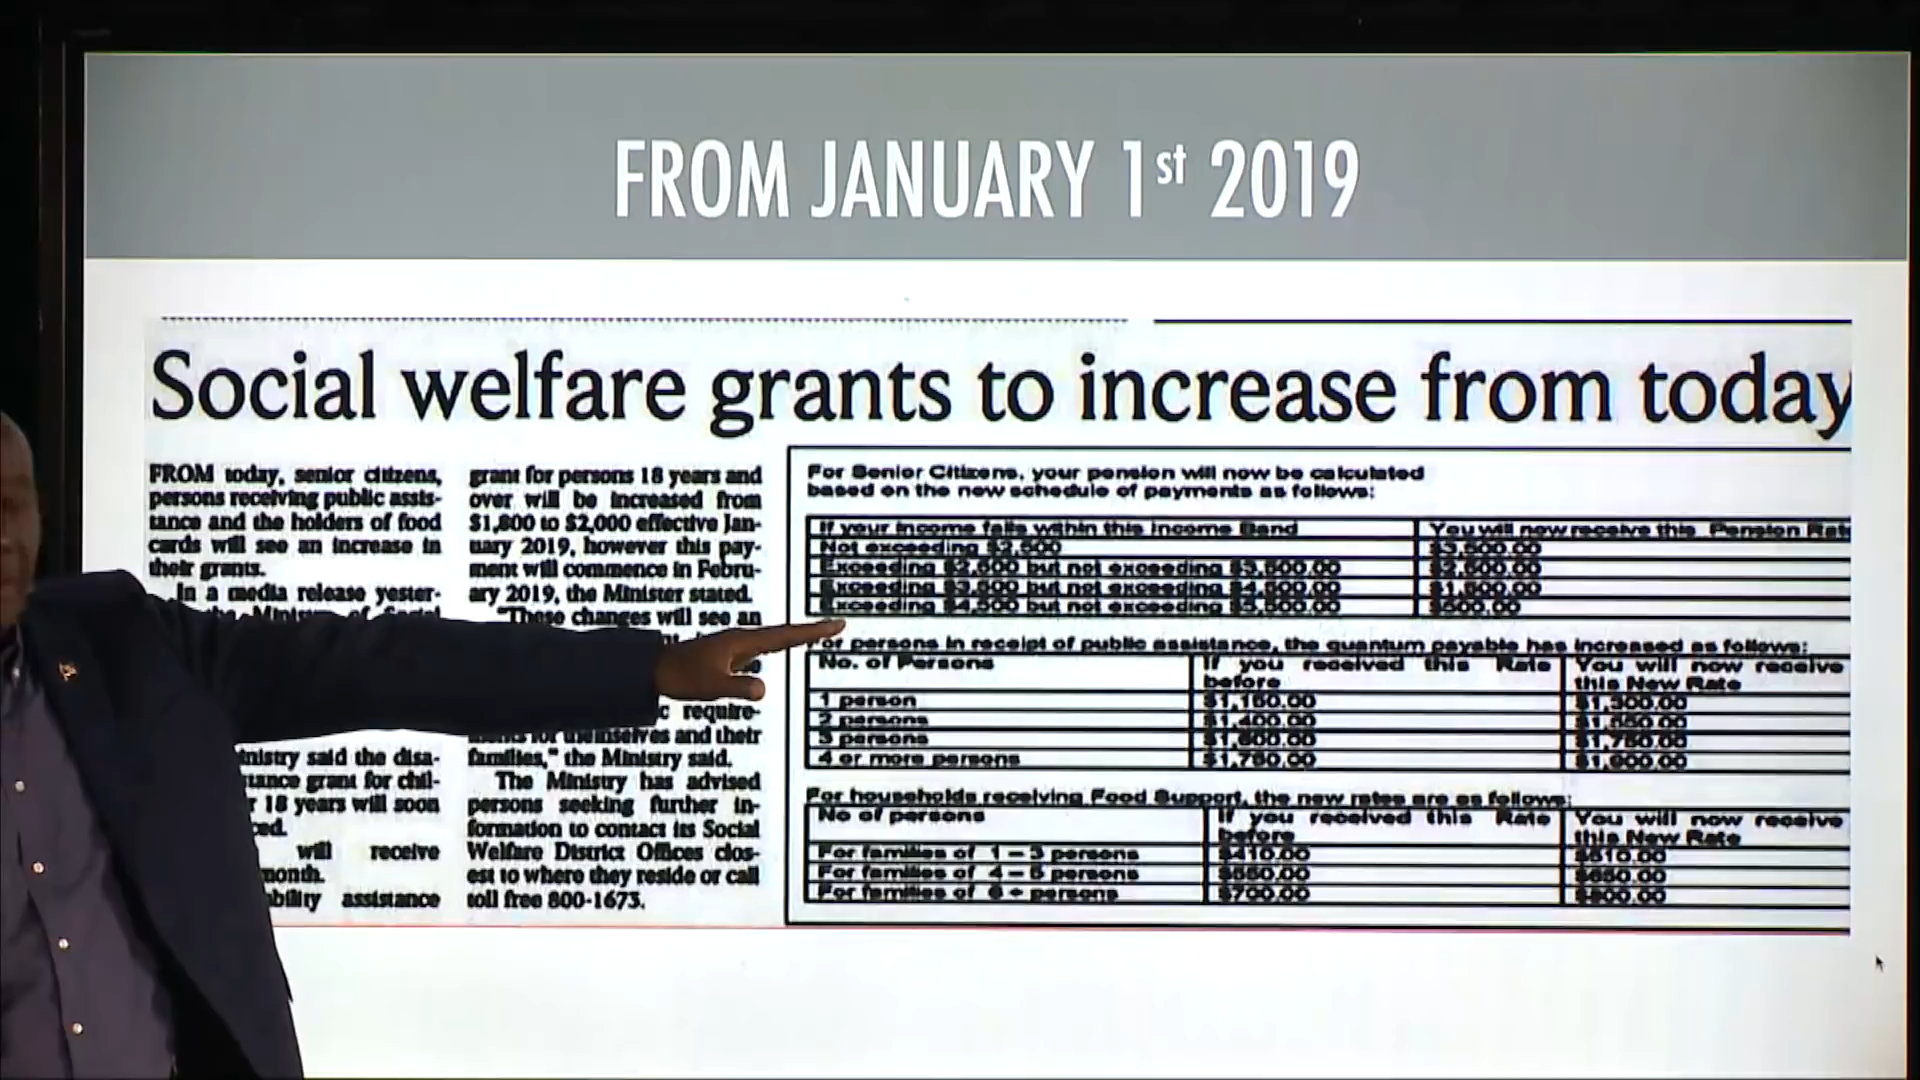 FROM JANUARY 1st 2019
Social welfare grants to increase from today
FROM today, senior citizens,
persons receiving public assis-
tance and the holders of food
cards will see an increase in
their grants.
In a media release yester-
the Ministry of Social
inistry said the disa-
tance grant for chil-
r 18 years will soon
ced.
will receive
month.
bility assistance
grant for persons 18 years and
over will be increased from
$1,800 to $2,000 effective Jan-
uary 2019, however this pay-
ment will commence in Febru-
ary 2019, the Minister stated.
"These changes will see an
c require-
ments for themselves and their
families," the Ministry said.
The Ministry has advised
persons seeking further in-
formation to contact its Social
Welfare District Offices clos-
est to where they reside or call
toll free 800-1673.
For Senior Citizens, your pension will now be calculated
based on the new schedule of payments as follows:
If your Income falls within this Income Band You will now receive this Pension Rate
Not exceeding $2,500 $3,500.00
Exceeding $2,500 but not exceeding $3,500.00 $2,500.00
Exceeding $3,500 but not exceeding $4,500.00 $1,500.00
Exceeding $4,500 but not exceeding $5,500.00 $500.00
For persons in receipt of public assistance, the quantum payable has increased as follows:
No. of Persons If you received this Rate before You will now receive this New Rate
1 person $1,150.00 $1,300.00
2 persons $1,400.00 $1,550.00
3 persons $1,600.00 $1,750.00
4 or more persons $1,750.00 $1,900.00
For households receiving Food Support, the new rates are as follows:
No of persons If you received this Rate before You will now receive this New Rate
For families of 1 – 3 persons $410.00 $510.00
For families of 4 – 5 persons $550.00 $650.00
For families of 6 + persons $700.00 $800.00